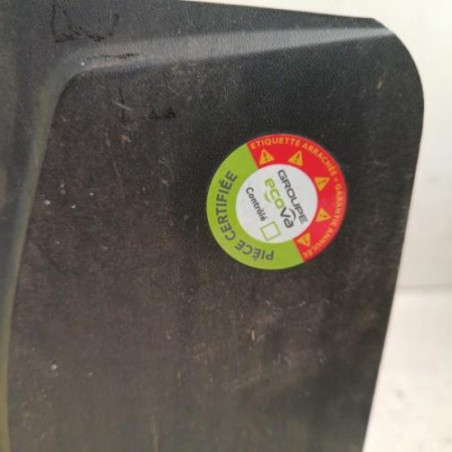 ETIQUETTE ARRACHÉE = GARANTIE ANNULÉE
GROUPE
ecova
Contrôlé
PIÈCE CERTIFIÉE